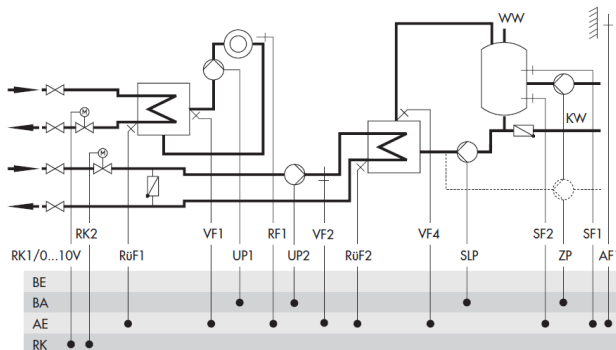 WW
M
KW
M
RK2 VF1 RF1 VF2 VF4 SF2 SF1
RK1/0...10V RüF1 UP1 UP2 RüF2 SLP ZP AF
BE
BA
AE
RK